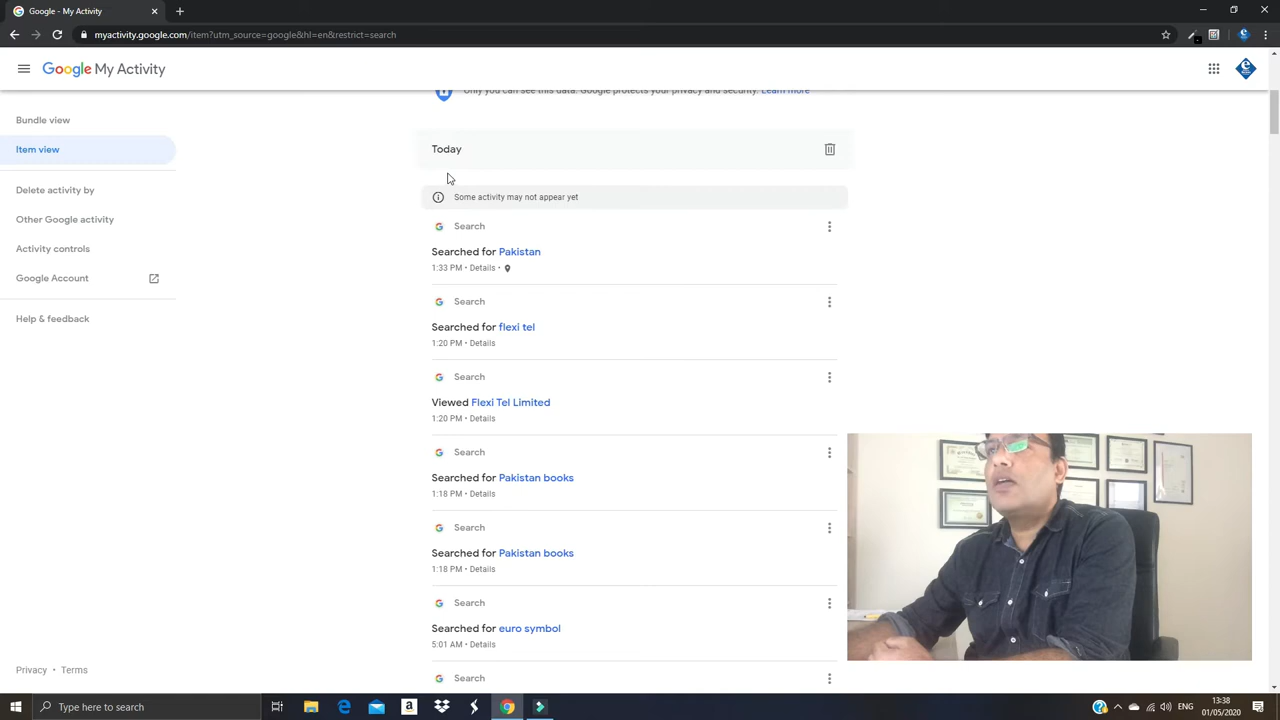 Google - My Activity
myactivity.google.com/item?utm_source=google&hl=en&restrict=search
Google My Activity
Only you can see this data. Google protects your privacy and security. Learn more
Bundle view
Item view
Delete activity by
Other Google activity
Activity controls
Google Account
Help & feedback
Today
Some activity may not appear yet
Search
Searched for Pakistan
1:33 PM • Details •
Search
Searched for flexi tel
1:20 PM • Details
Search
Viewed Flexi Tel Limited
1:20 PM • Details
Search
Searched for Pakistan books
1:18 PM • Details
Search
Searched for Pakistan books
1:18 PM • Details
Search
Searched for euro symbol
5:01 AM • Details
Search
Privacy • Terms
Type here to search
ENG
13:38
01/05/2020